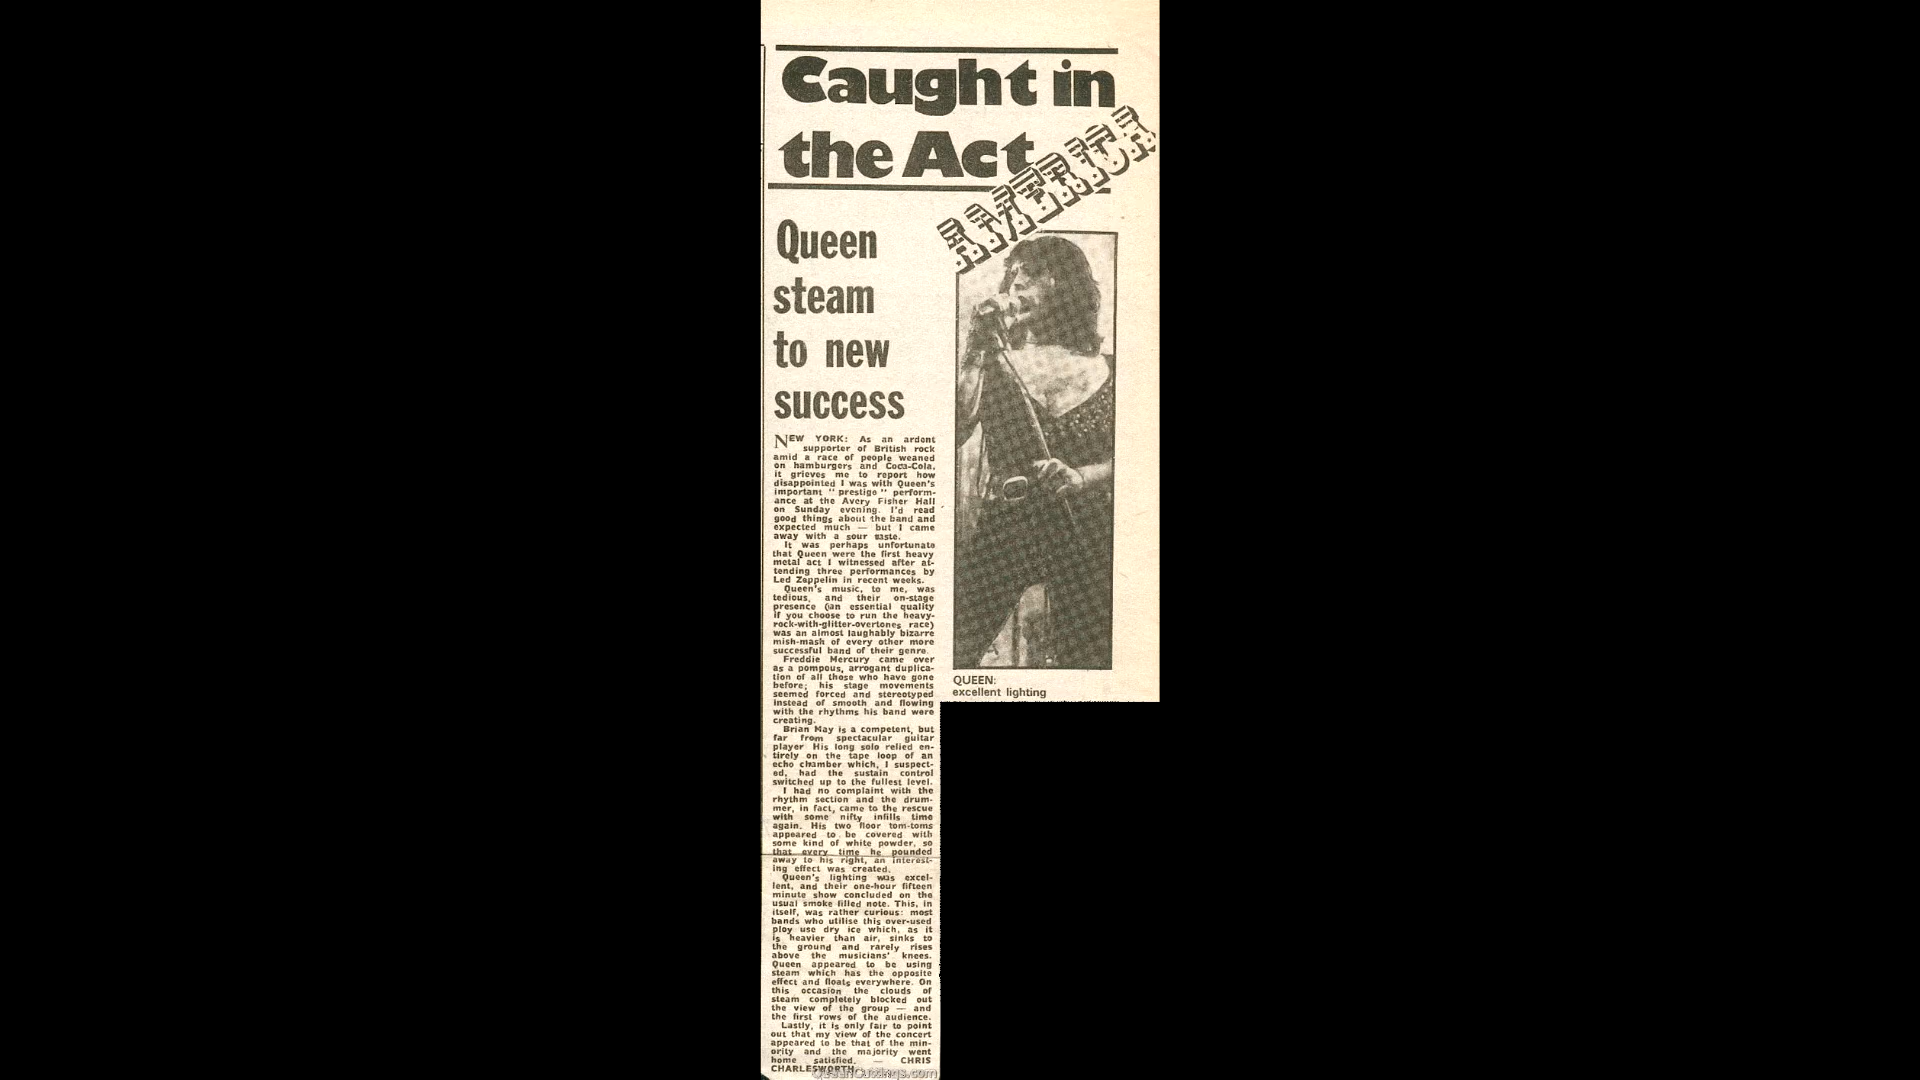 Caught in
the Act
AMERICA
Queen
steam
to new
success
NEW YORK: As an ardent
supporter of British rock
amid a race of people weaned
on hamburgers and Coca-Cola,
it grieves me to report how
disappointed I was with Queen's
important "prestige" perform-
ance at the Avery Fisher Hall
on Sunday evening. I'd read
good things about the band and
expected much — but I came
away with a sour taste.
It was perhaps unfortunate
that Queen were the first heavy
metal act I witnessed after at-
tending three performances by
Led Zeppelin in recent weeks.
Queen's music, to me, was
tedious, and their on-stage
presence (an essential quality
if you choose to run the heavy-
rock-with-glitter-overtones race)
was an almost laughably bizarre
mish-mash of every other more
successful band of their genre.
Freddie Mercury came over
as a pompous, arrogant duplica-
tion of all those who have gone
before; his stage movements
seemed forced and stereotyped
instead of smooth and flowing
with the rhythms his band were
creating.
Brian May is a competent, but
far from spectacular guitar
player His long solo relied en-
tirely on the tape loop of an
echo chamber which, I suspect-
ed, had the sustain control
switched up to the fullest level.
I had no complaint with the
rhythm section and the drum-
mer, in fact, came to the rescue
with some nifty infills time
again. His two floor tom-toms
appeared to be covered with
some kind of white powder, so
that every time he pounded
away to his right, an interest-
ing effect was created.
Queen's lighting was excel-
lent, and their one-hour fifteen
minute show concluded on the
usual smoke filled note. This, in
itself, was rather curious: most
bands who utilise this over-used
ploy use dry ice which, as it
is heavier than air, sinks to
the ground and rarely rises
above the musicians' knees.
Queen appeared to be using
steam which has the opposite
effect and floats everywhere. On
this occasion the clouds of
steam completely blocked out
the view of the group — and
the first rows of the audience.
Lastly, it is only fair to point
out that my view of the concert
appeared to be that of the min-
ority and the majority went
home satisfied. — CHRIS
CHARLESWORTH.
QUEEN:
excellent lighting
QueenCuttings.com